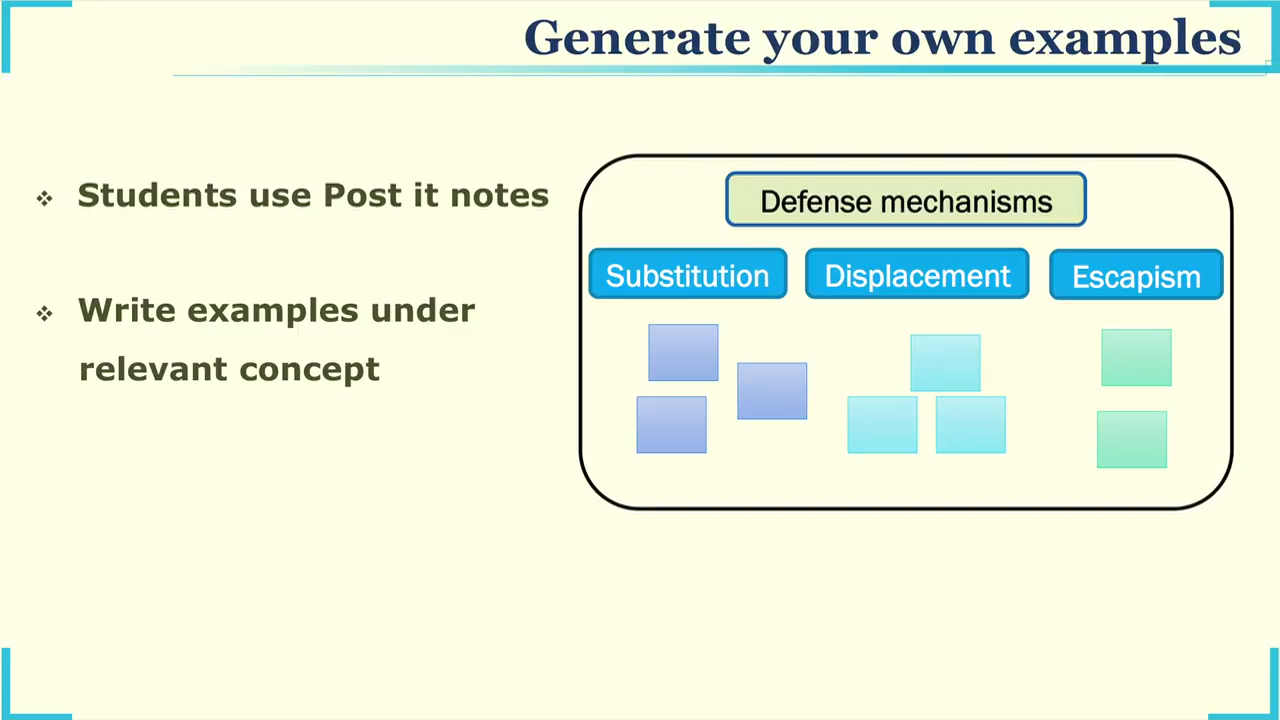 Generate your own examples
Students use Post it notes
Write examples under
relevant concept
Defense mechanisms
Substitution
Displacement
Escapism